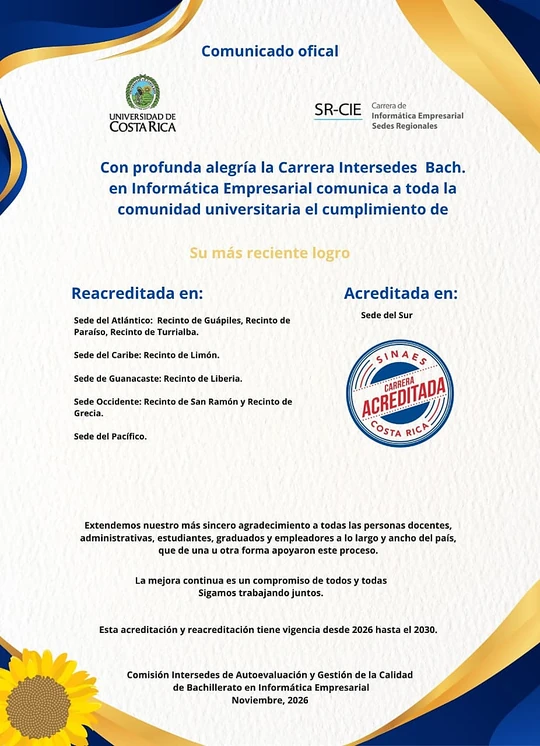 Comunicado ofical
UNIVERSIDAD DE
COSTA RICA
SR-CIE
Carrera de
Informática Empresarial
Sedes Regionales
Con profunda alegría la Carrera Intersedes Bach.
en Informática Empresarial comunica a toda la
comunidad universitaria el cumplimiento de
Su más reciente logro
Reacreditada en:
Sede del Atlántico: Recinto de Guápiles, Recinto de
Paraíso, Recinto de Turrialba.
Sede del Caribe: Recinto de Limón.
Sede de Guanacaste: Recinto de Liberia.
Sede Occidente: Recinto de San Ramón y Recinto de
Grecia.
Sede del Pacífico.
Acreditada en:
Sede del Sur
SINAES
CARRERA
ACREDITADA
COSTA RICA
Extendemos nuestro más sincero agradecimiento a todas las personas docentes,
administrativas, estudiantes, graduados y empleadores a lo largo y ancho del país,
que de una u otra forma apoyaron este proceso.
La mejora continua es un compromiso de todos y todas
Sigamos trabajando juntos.
Esta acreditación y reacreditación tiene vigencia desde 2026 hasta el 2030.
Comisión Intersedes de Autoevaluación y Gestión de la Calidad
de Bachillerato en Informática Empresarial
Noviembre, 2026